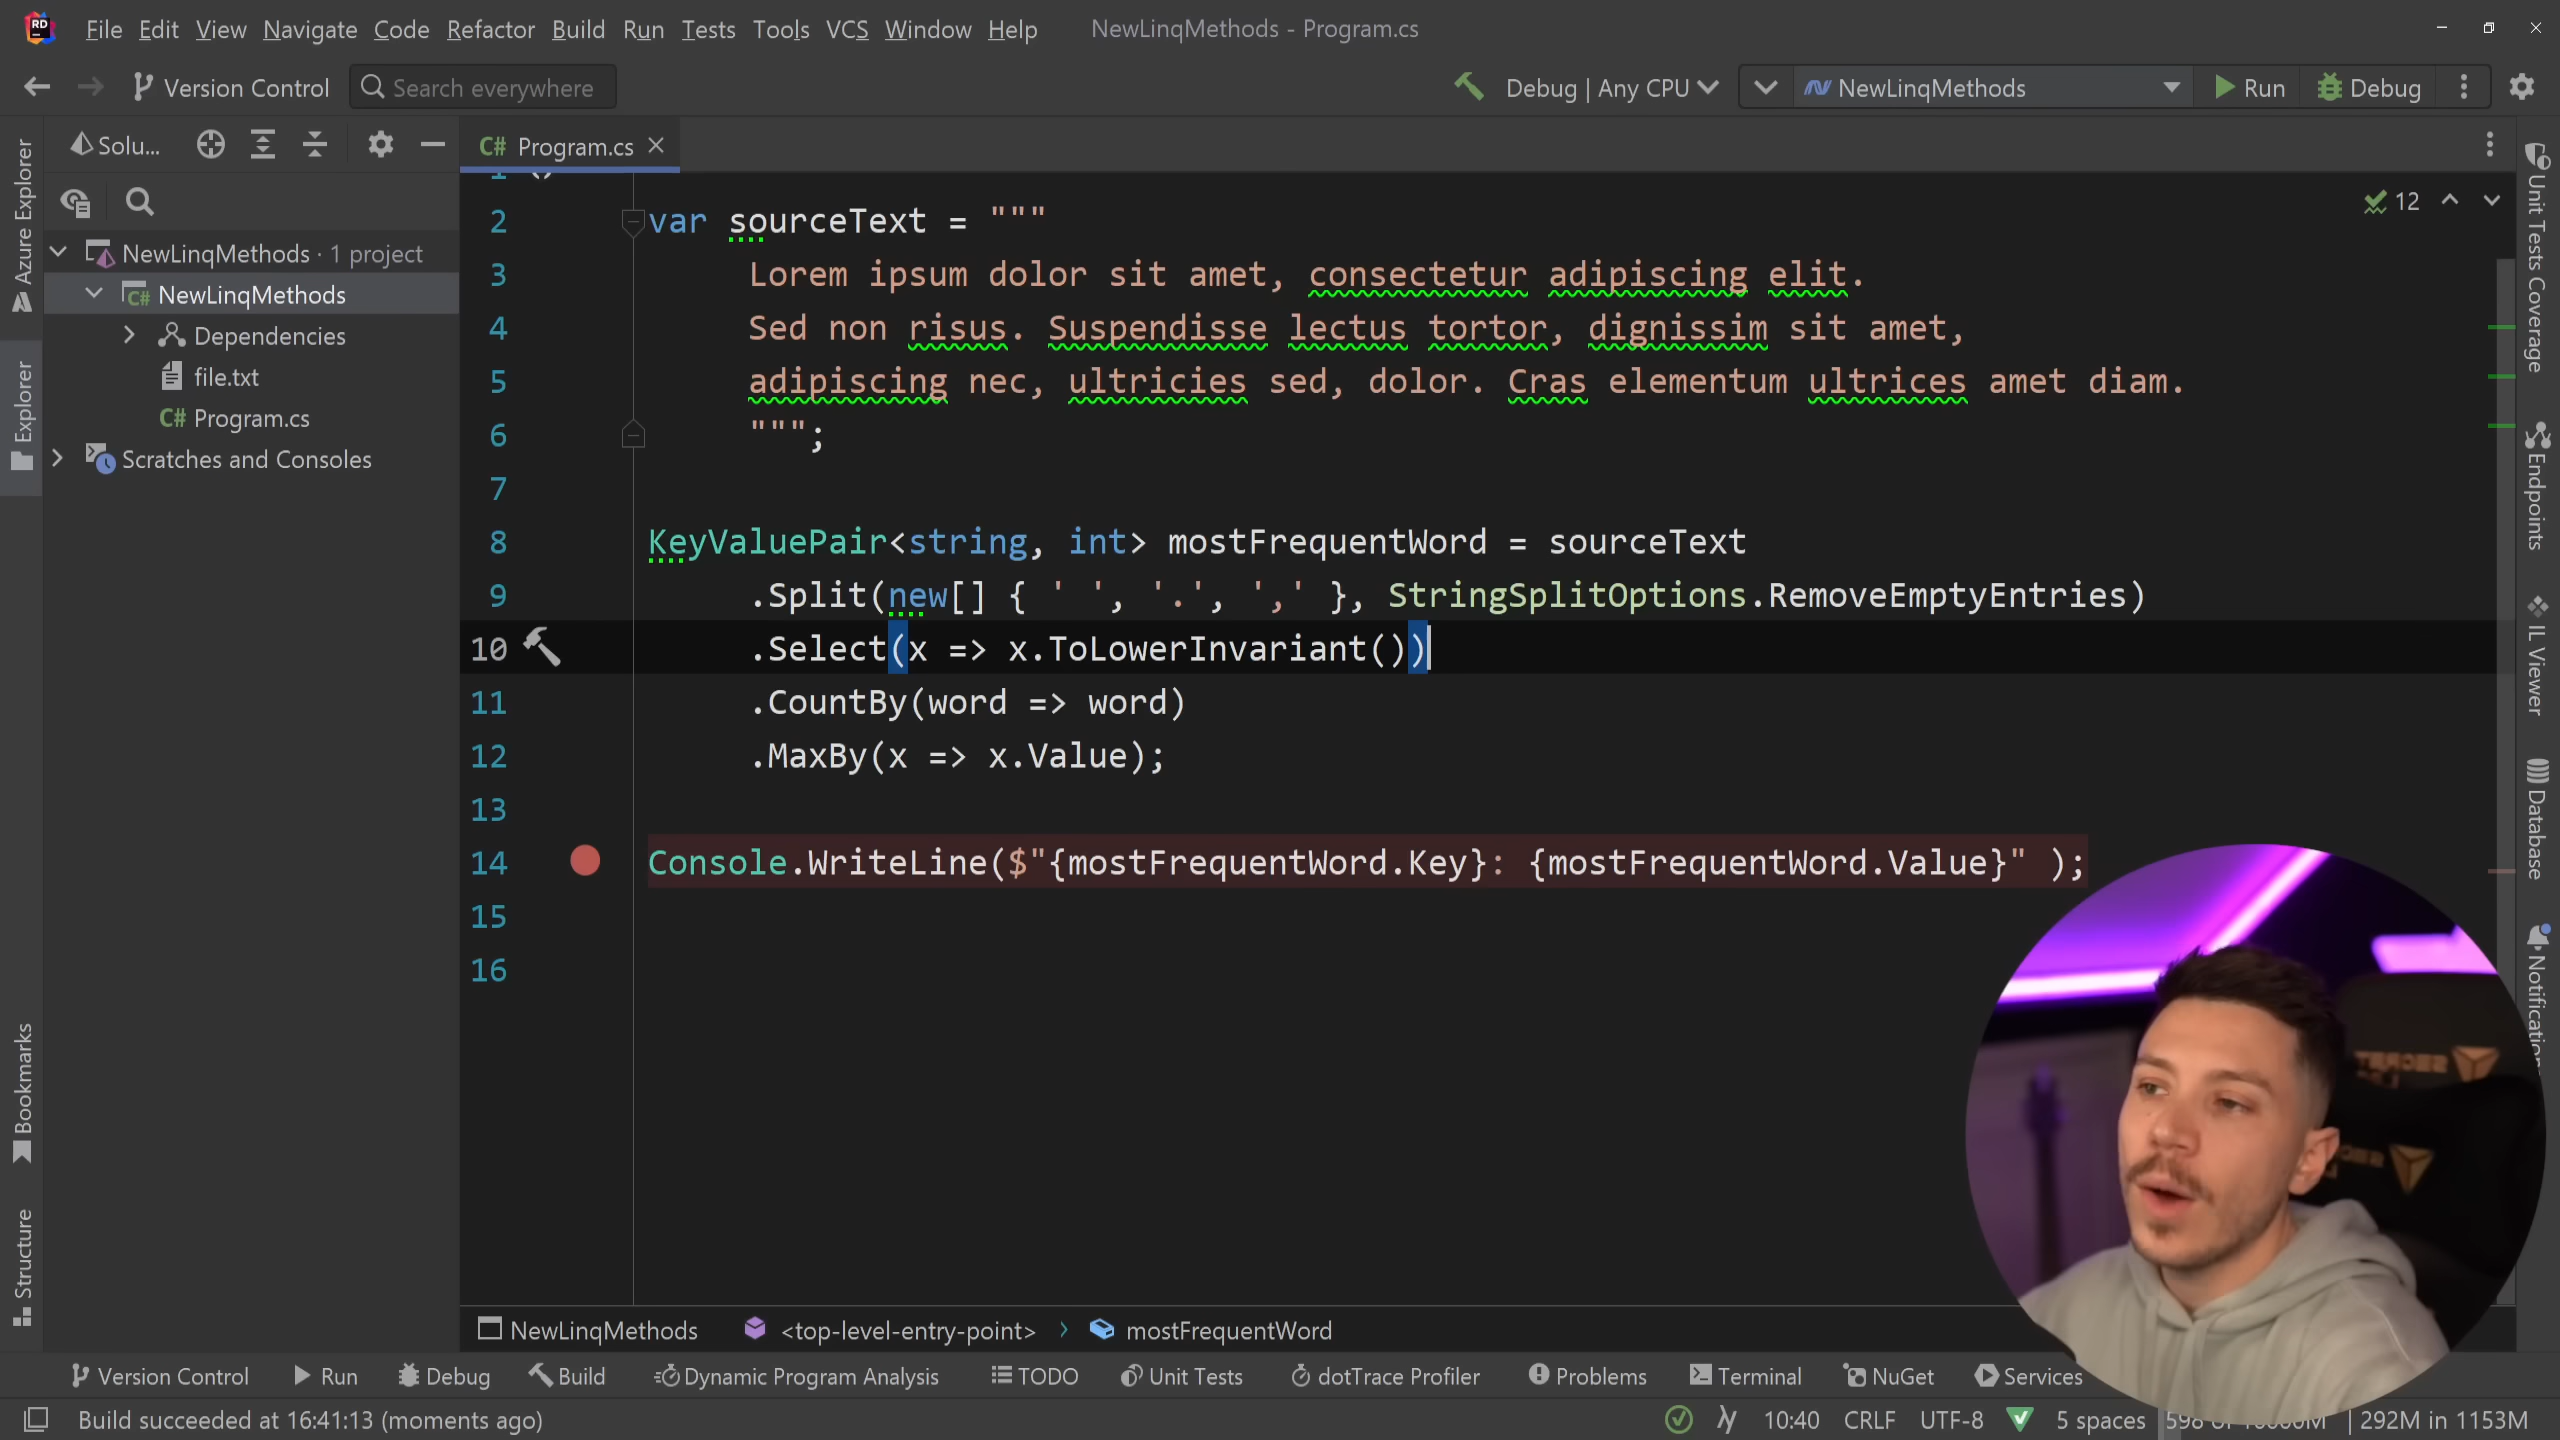 RD File Edit View Navigate Code Refactor Build Run Tests Tools VCS Window Help NewLinqMethods - Program.cs
Version Control Search everywhere Debug | Any CPU NewLinqMethods Run Debug
Solu... C# Program.cs
Azure Explorer
Explorer
Bookmarks
Structure
NewLinqMethods · 1 project
C# NewLinqMethods
Dependencies
file.txt
C# Program.cs
Scratches and Consoles
12
1
2 var sourceText = """
3 Lorem ipsum dolor sit amet, consectetur adipiscing elit.
4 Sed non risus. Suspendisse lectus tortor, dignissim sit amet,
5 adipiscing nec, ultricies sed, dolor. Cras elementum ultrices amet diam.
6 """;
7
8 KeyValuePair<string, int> mostFrequentWord = sourceText
9 .Split(new[] { ' ', '.', ',' }, StringSplitOptions.RemoveEmptyEntries)
10 .Select(x => x.ToLowerInvariant())
11 .CountBy(word => word)
12 .MaxBy(x => x.Value);
13
14 Console.WriteLine($"{mostFrequentWord.Key}: {mostFrequentWord.Value}" );
15
16
Unit Tests Coverage
Endpoints
IL Viewer
Database
NewLinqMethods <top-level-entry-point> › mostFrequentWord
Version Control Run Debug Build Dynamic Program Analysis TODO Unit Tests dotTrace Profiler Problems Terminal NuGet Services
Build succeeded at 16:41:13 (moments ago) 10:40 CRLF UTF-8 5 spaces 292M in 1153M